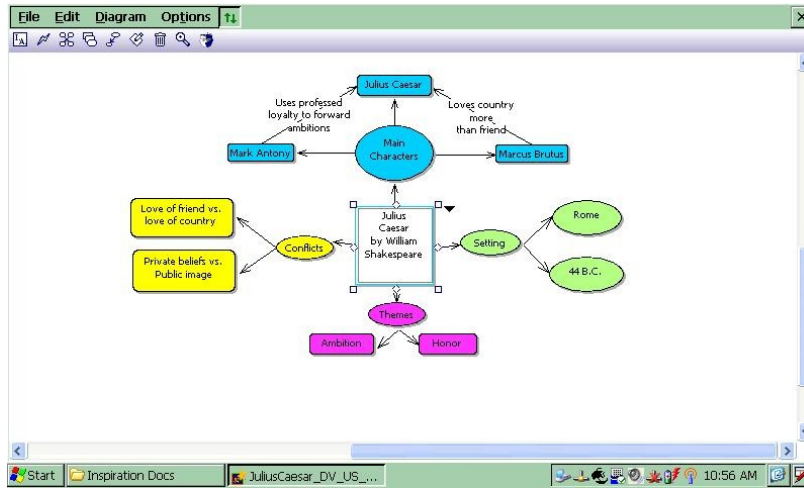 File Edit Diagram Options
Julius Caesar
Uses professed
loyalty to forward
ambitions
Loves country
more
than friend
Main
Characters
Mark Antony
Marcus Brutus
Love of friend vs.
love of country
Julius
Caesar
by William
Shakespeare
Rome
Conflicts
Setting
Private beliefs vs.
Public image
44 B.C.
Themes
Ambition
Honor
Start
Inspiration Docs
JuliusCaesar_DV_US_...
10:56 AM